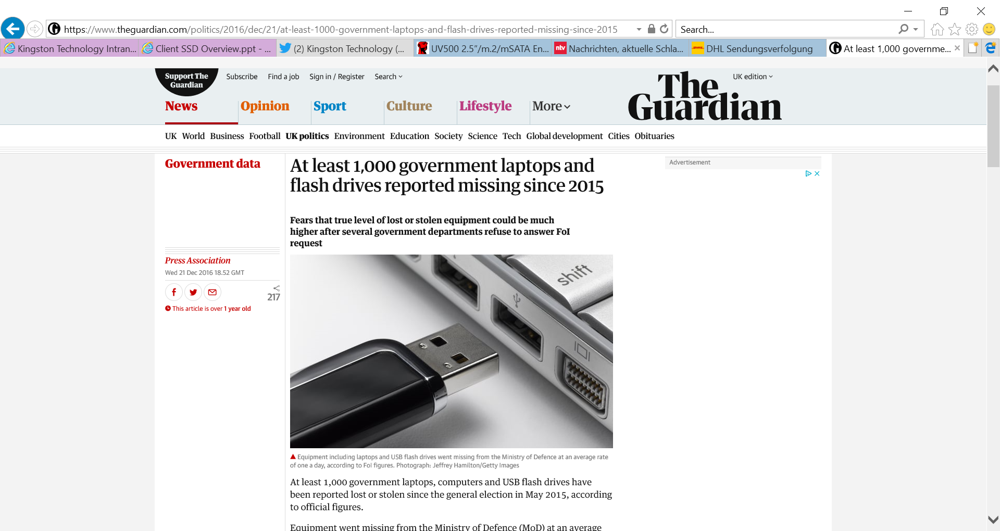 https://www.theguardian.com/politics/2016/dec/21/at-least-1000-government-laptops-and-flash-drives-reported-missing-since-2015
Search...
Kingston Technology Intran...
Client SSD Overview.ppt - ...
(2) Kingston Technology (...
UV500 2.5"/m.2/mSATA En...
ntv
Nachrichten, aktuelle Schla...
DHL Sendungsverfolgung
At least 1,000 governme...
Support The
Guardian
Subscribe
Find a job
Sign in / Register
Search
UK edition
The
Guardian
News
Opinion
Sport
Culture
Lifestyle
More
UK World Business Football UK politics Environment Education Society Science Tech Global development Cities Obituaries
Government data
At least 1,000 government laptops and
flash drives reported missing since 2015
Advertisement
Fears that true level of lost or stolen equipment could be much
higher after several government departments refuse to answer FoI
request
Press Association
Wed 21 Dec 2016 18.52 GMT
217
This article is over 1 year old
shift
Equipment including laptops and USB flash drives went missing from the Ministry of Defence at an average rate
of one a day, according to FoI figures. Photograph: Jeffrey Hamilton/Getty Images
At least 1,000 government laptops, computers and USB flash drives have
been reported lost or stolen since the general election in May 2015, according
to official figures.
Equipment went missing from the Ministry of Defence (MoD) at an average